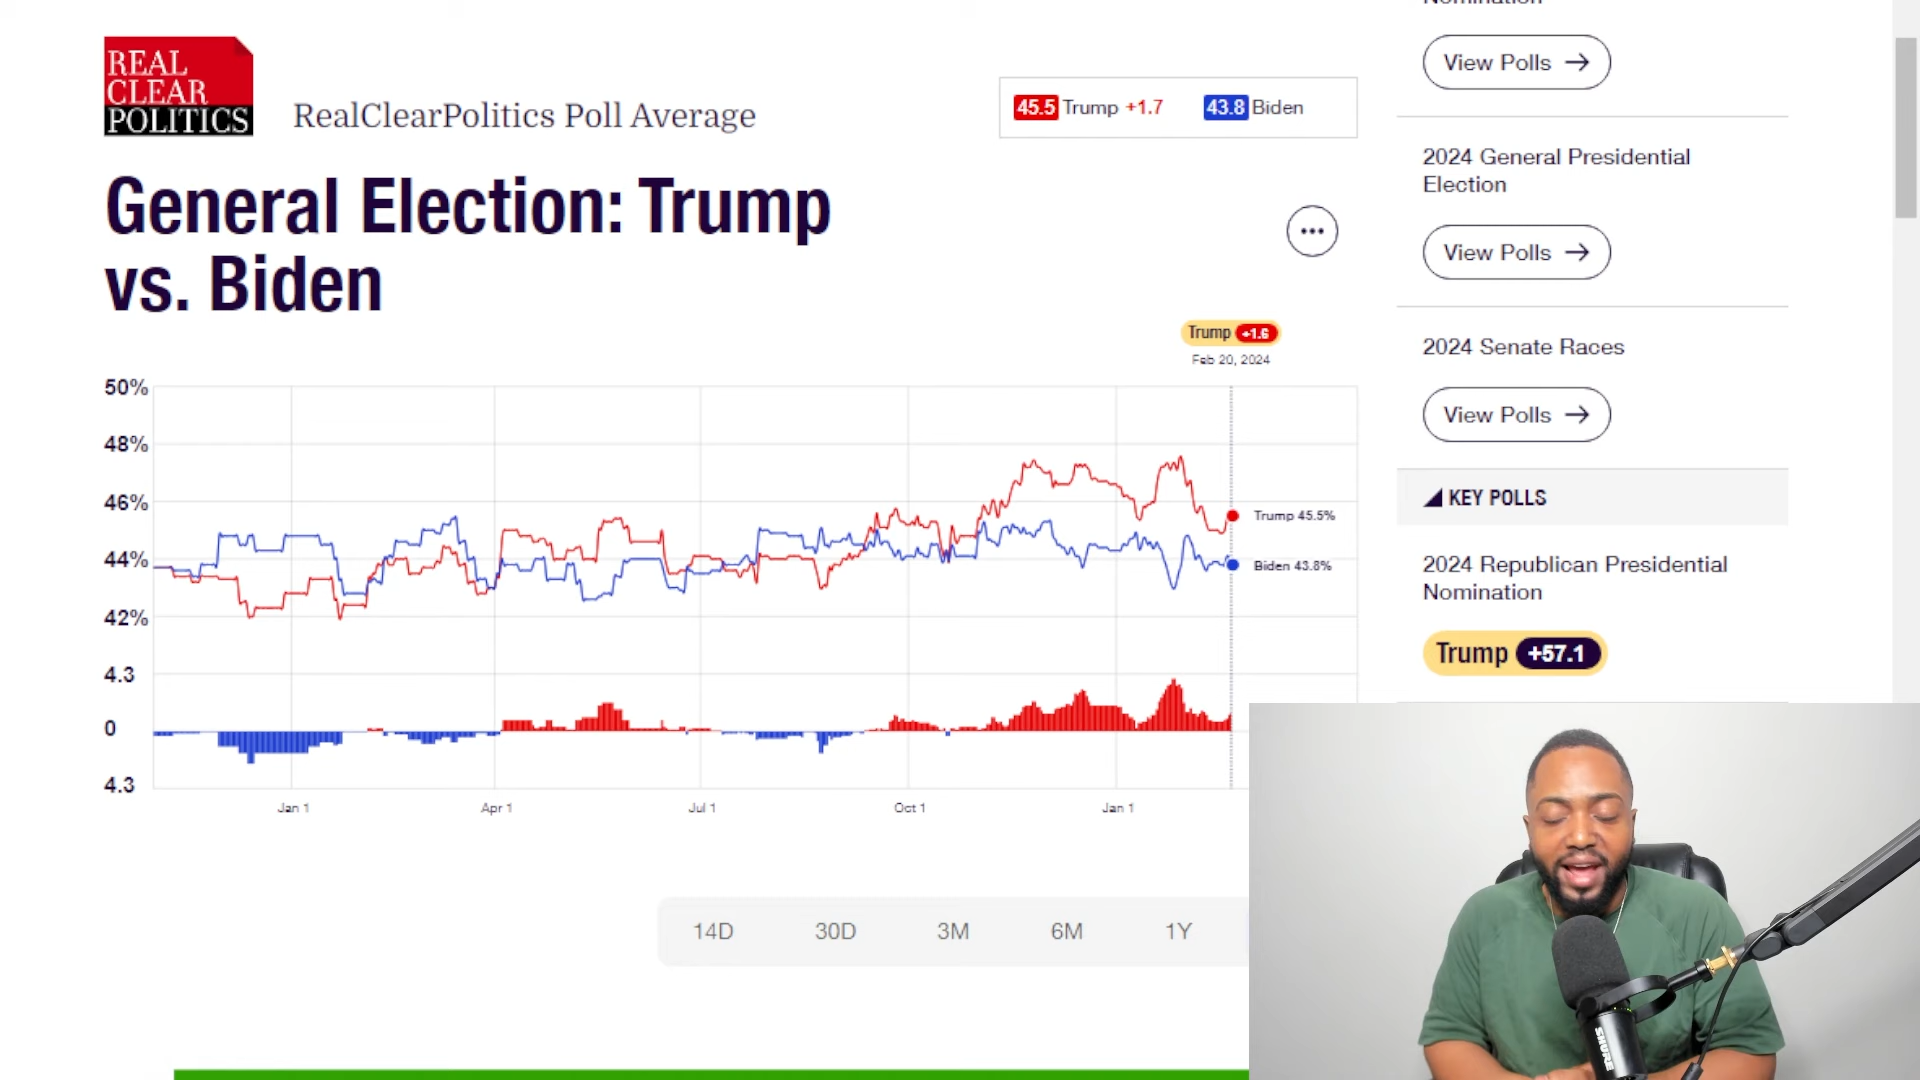 REAL
CLEAR
POLITICS
RealClearPolitics Poll Average
45.5 Trump +1.7 43.8 Biden
General Election: Trump
vs. Biden
•••
Trump +1.6
Feb 20, 2024
50%
48%
46%
44%
42%
4.3
0
4.3
Trump 45.5%
Biden 43.8%
Jan 1 Apr 1 Jul 1 Oct 1 Jan 1
14D 30D 3M 6M 1Y
Nomination
View Polls →
2024 General Presidential
Election
View Polls →
2024 Senate Races
View Polls →
KEY POLLS
2024 Republican Presidential
Nomination
Trump +57.1
SHURE